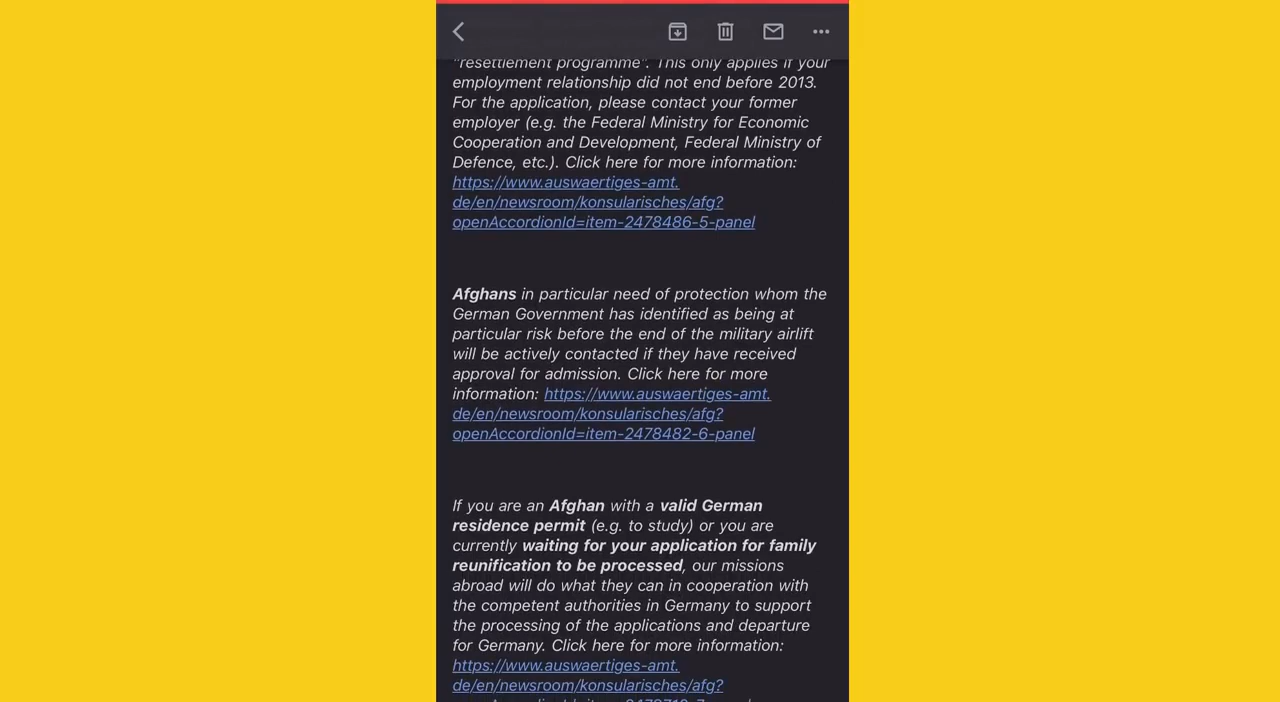 "resettlement programme". This only applies if your
employment relationship did not end before 2013.
For the application, please contact your former
employer (e.g. the Federal Ministry for Economic
Cooperation and Development, Federal Ministry of
Defence, etc.). Click here for more information:
https://www.auswaertiges-amt.
de/en/newsroom/konsularisches/afg?
openAccordionId=item-2478486-5-panel
Afghans in particular need of protection whom the
German Government has identified as being at
particular risk before the end of the military airlift
will be actively contacted if they have received
approval for admission. Click here for more
information: https://www.auswaertiges-amt.
de/en/newsroom/konsularisches/afg?
openAccordionId=item-2478482-6-panel
If you are an Afghan with a valid German
residence permit (e.g. to study) or you are
currently waiting for your application for family
reunification to be processed, our missions
abroad will do what they can in cooperation with
the competent authorities in Germany to support
the processing of the applications and departure
for Germany. Click here for more information:
https://www.auswaertiges-amt.
de/en/newsroom/konsularisches/afg?